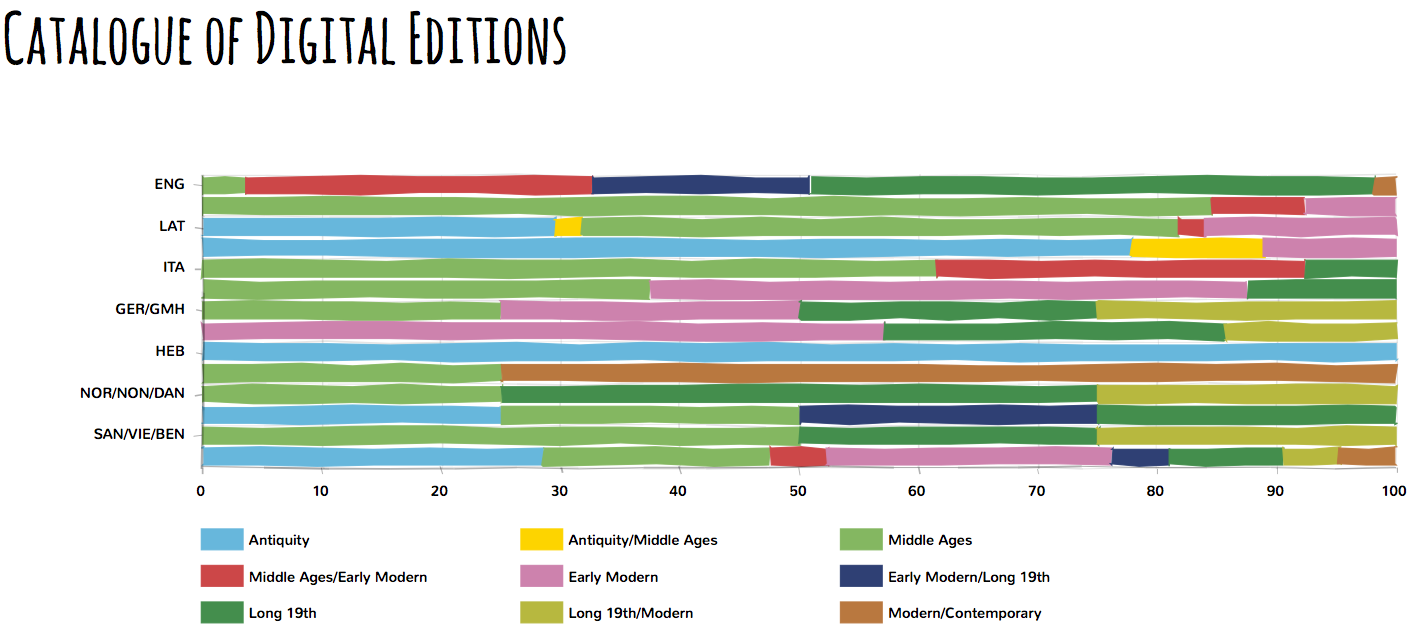 CATALOGUE OF DIGITAL EDITIONS
ENG
LAT
ITA
GER/GMH
HEB
NOR/NON/DAN
SAN/VIE/BEN
0 10 20 30 40 50 60 70 80 90 100
Antiquity Antiquity/Middle Ages Middle Ages
Middle Ages/Early Modern Early Modern Early Modern/Long 19th
Long 19th Long 19th/Modern Modern/Contemporary